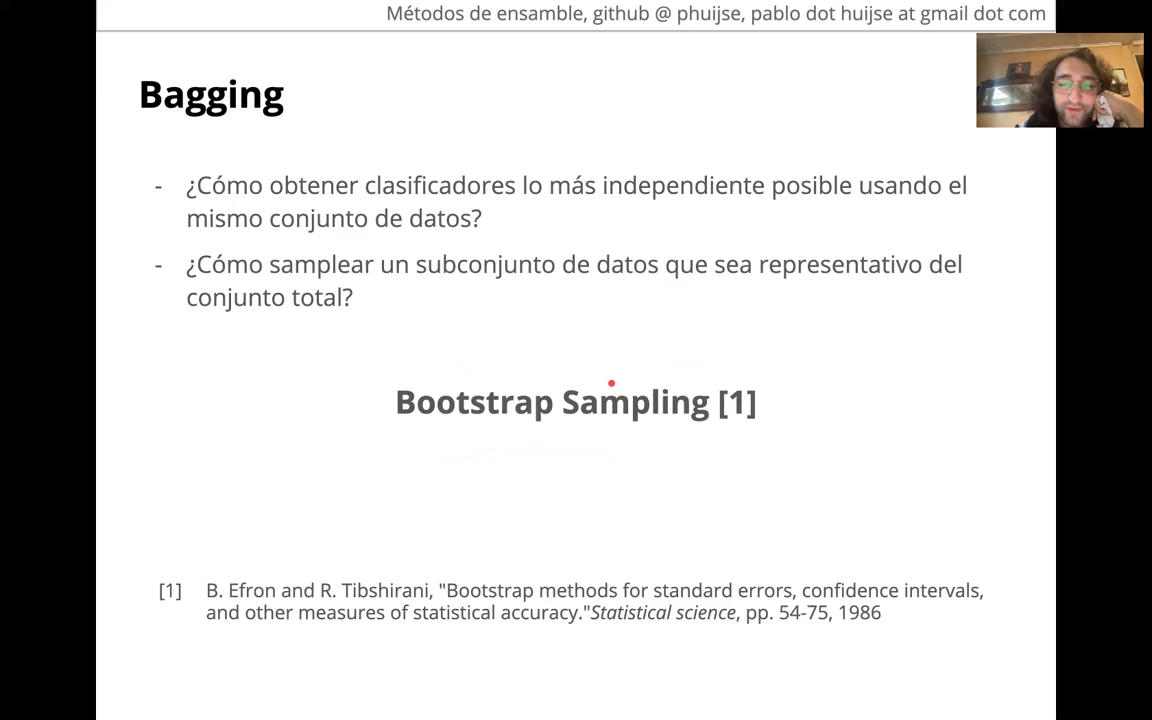 Métodos de ensamble, github @ phuijse, pablo dot huijse at gmail dot com
Bagging
- ¿Cómo obtener clasificadores lo más independiente posible usando el
mismo conjunto de datos?
- ¿Cómo samplear un subconjunto de datos que sea representativo del
conjunto total?
Bootstrap Sampling [1]
[1] B. Efron and R. Tibshirani, "Bootstrap methods for standard errors, confidence intervals,
and other measures of statistical accuracy."Statistical science, pp. 54-75, 1986